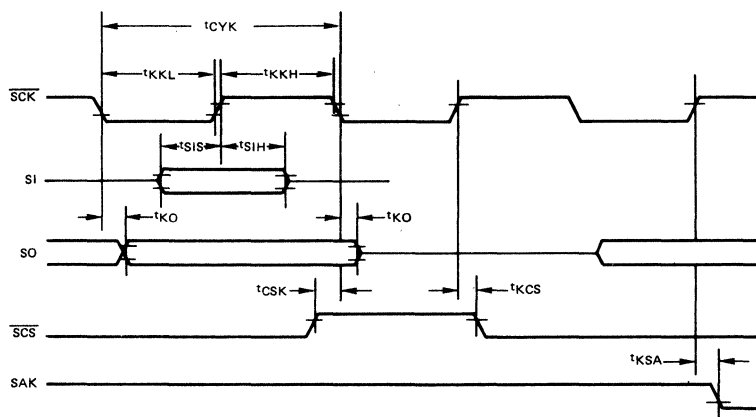 tCYK
tKKL
tKKH
SCK
tSIS
tSIH
SI
tKO
tKO
SO
tCSK
tKCS
SCS
tKSA
SAK